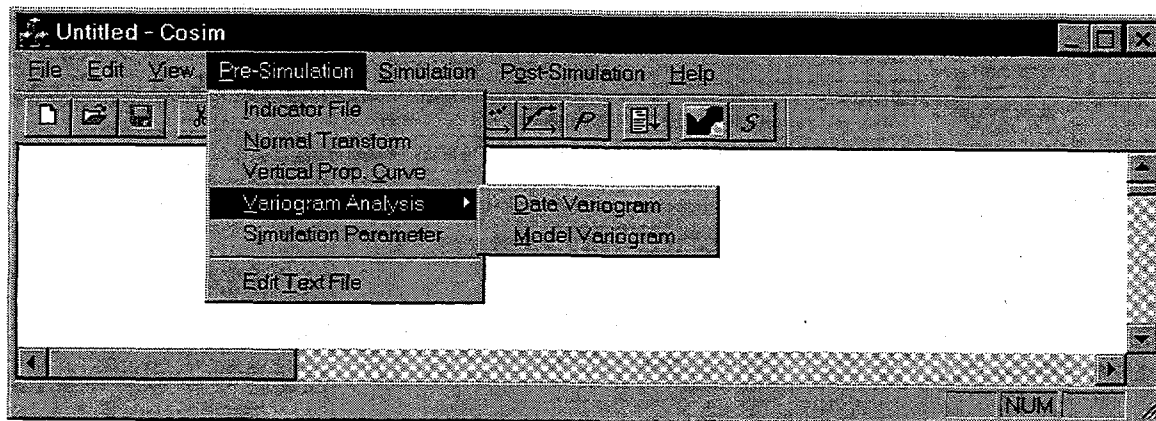 Untitled - Cosim
File Edit View Pre-Simulation Simulation Post-Simulation Help
P S
Indicator File
Normal Transform
Vertical Prop. Curve
Variogram Analysis
Data Variogram
Simulation Parameter
Model Variogram
Edit Text File
NUM